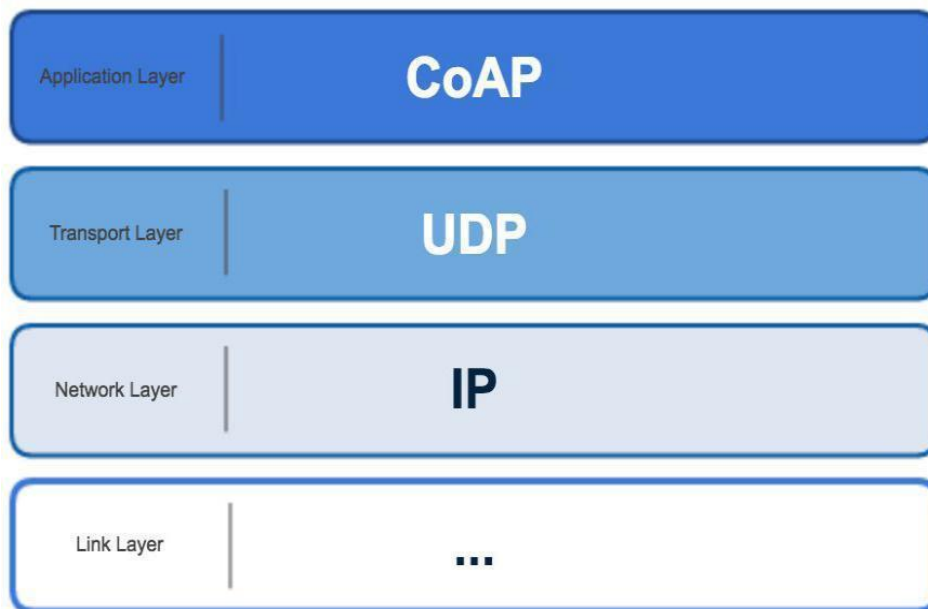 Application Layer
CoAP
Transport Layer
UDP
Network Layer
IP
Link Layer
...